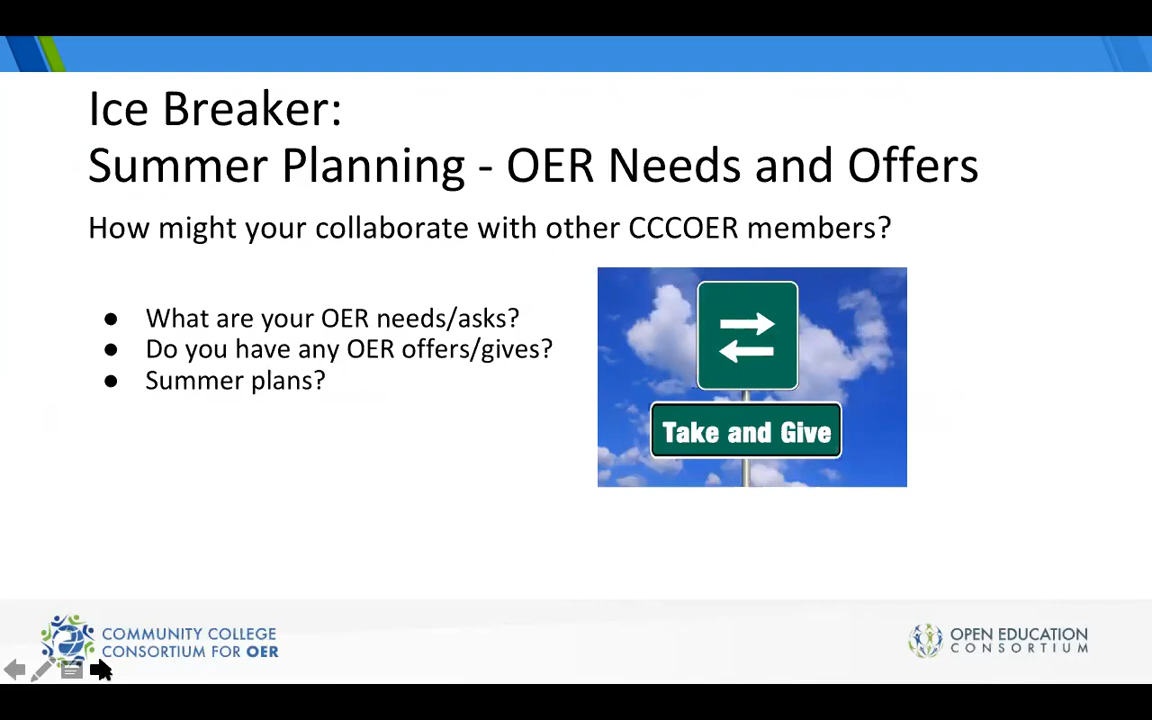 Ice Breaker:
Summer Planning - OER Needs and Offers
How might your collaborate with other CCCOER members?
● What are your OER needs/asks?
● Do you have any OER offers/gives?
● Summer plans?
Take and Give
COMMUNITY COLLEGE
CONSORTIUM FOR OER
OPEN EDUCATION
CONSORTIUM